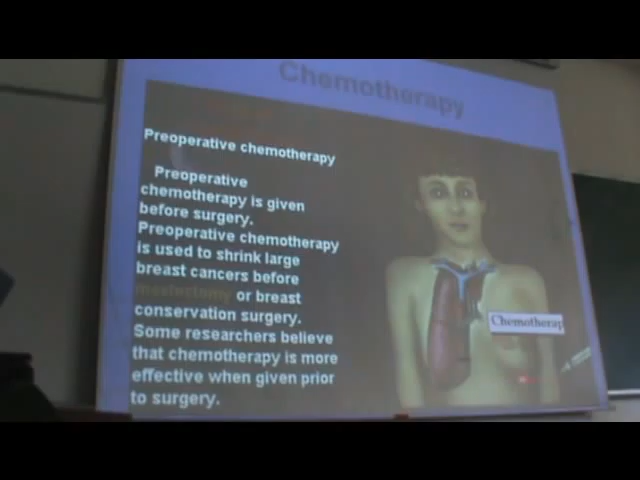 Chemotherapy
Preoperative chemotherapy
Preoperative
chemotherapy is given
before surgery.
Preoperative chemotherapy
is used to shrink large
breast cancers before
mastectomy or breast
conservation surgery.
Some researchers believe
that chemotherapy is more
effective when given prior
to surgery.
Chemotherap